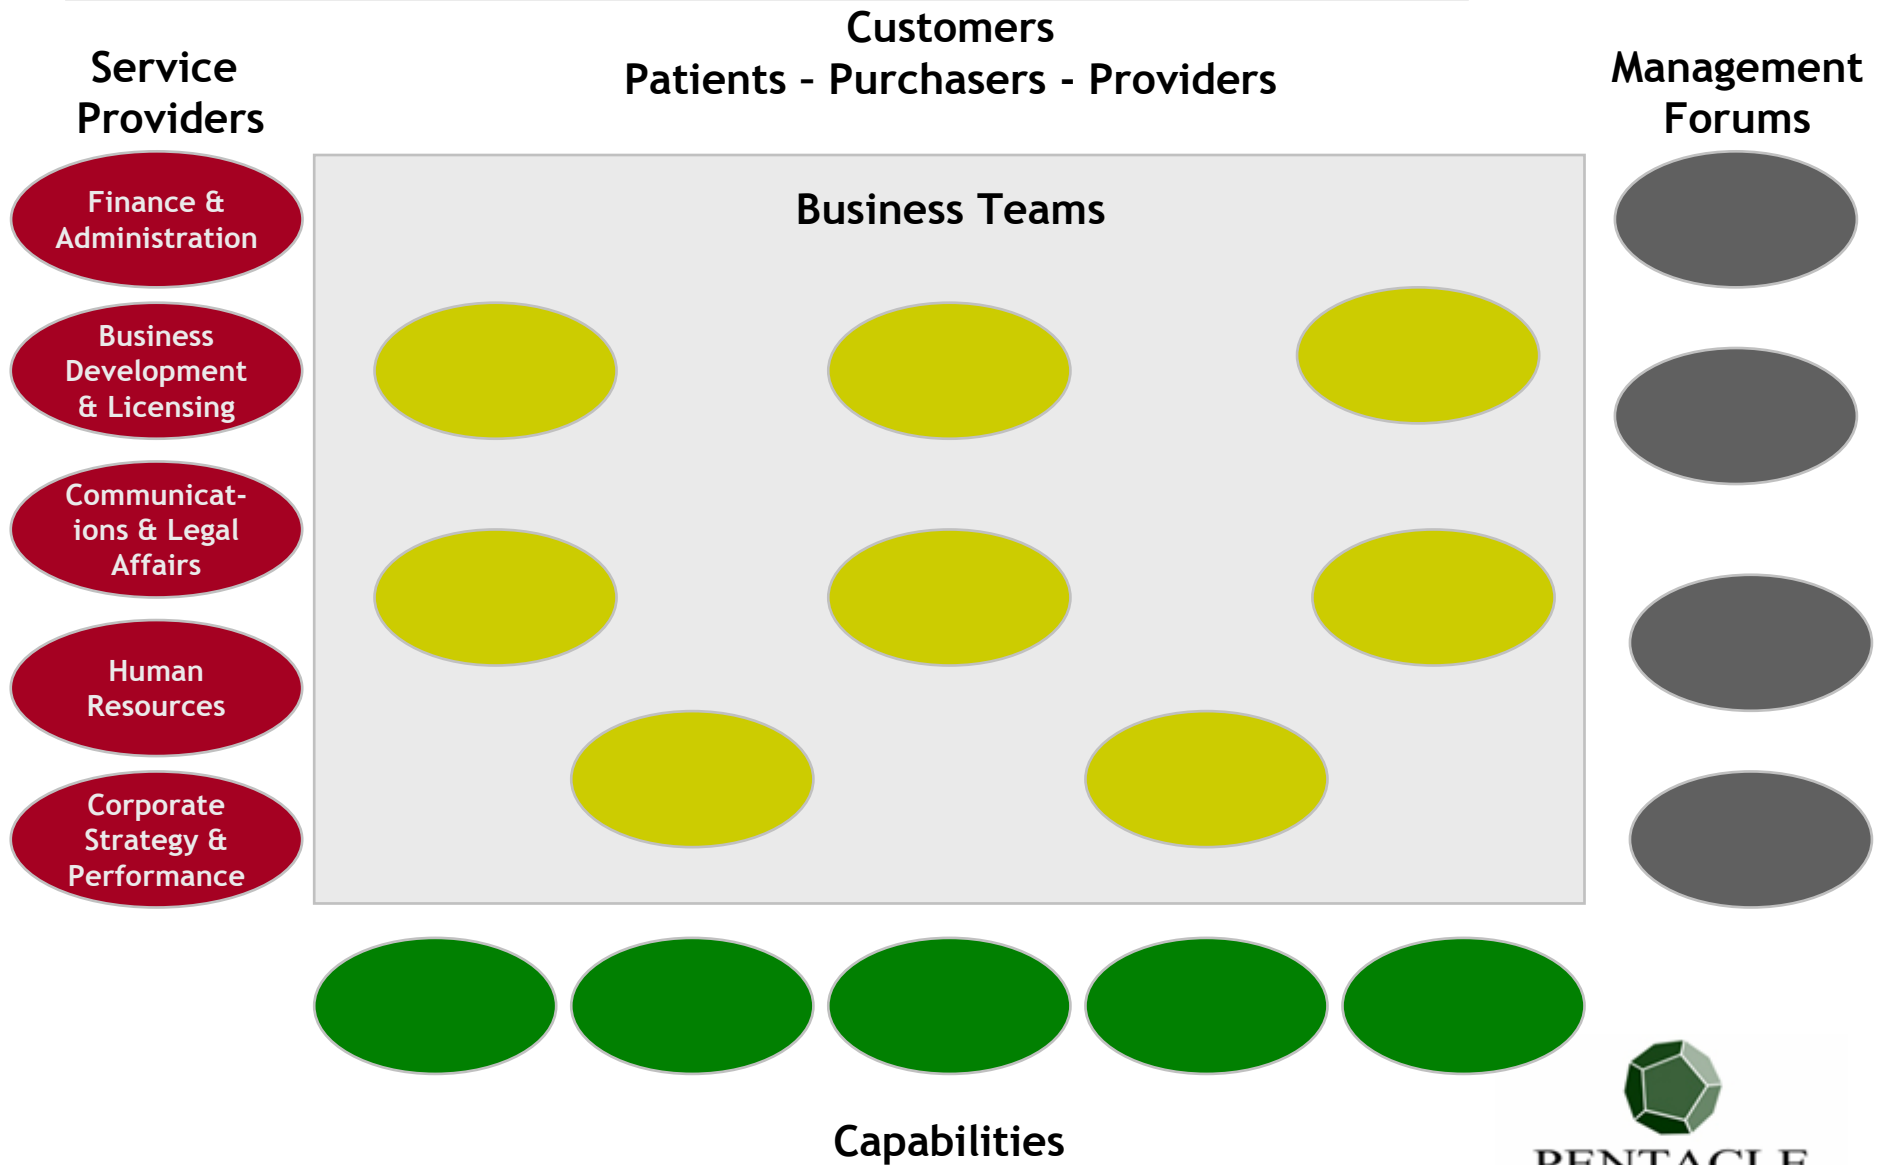 Customers
Patients – Purchasers - Providers
Service
Providers
Management
Forums
Finance &
Administration
Business
Development
& Licensing
Communicat-
ions & Legal
Affairs
Human
Resources
Corporate
Strategy &
Performance
Business Teams
Capabilities
PENTACLE